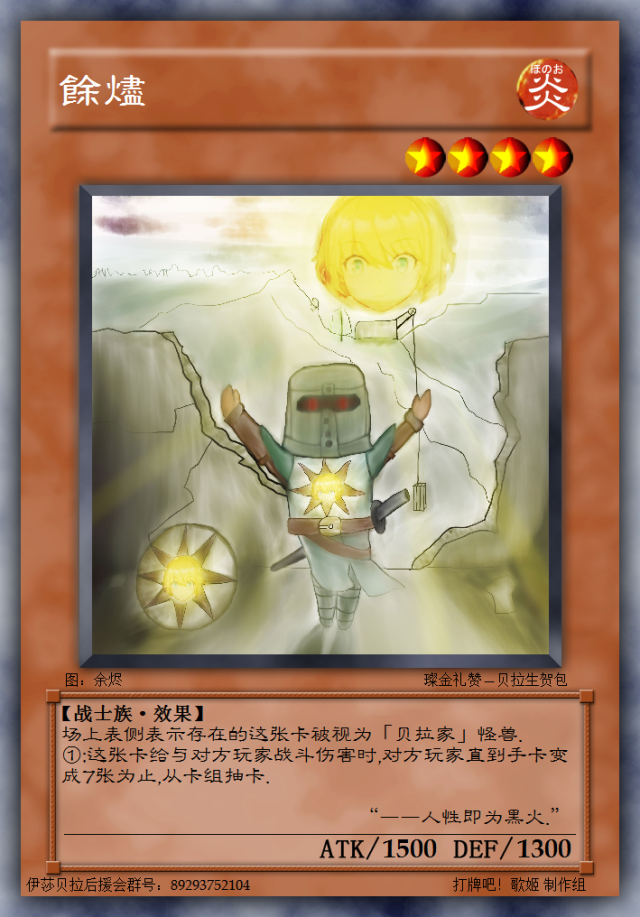 餘燼
ほのお
炎
图：余烬
璨金礼赞－贝拉生贺包
【战士族・效果】
场上表侧表示存在的这张卡被视为「贝拉家」怪兽.
①:这张卡给与对方玩家战斗伤害时,对方玩家直到手卡变
成7张为止,从卡组抽卡.
“——人性即为黑火.”
ATK/1500 DEF/1300
伊莎贝拉后援会群号：89293752104
打牌吧！歌姬 制作组